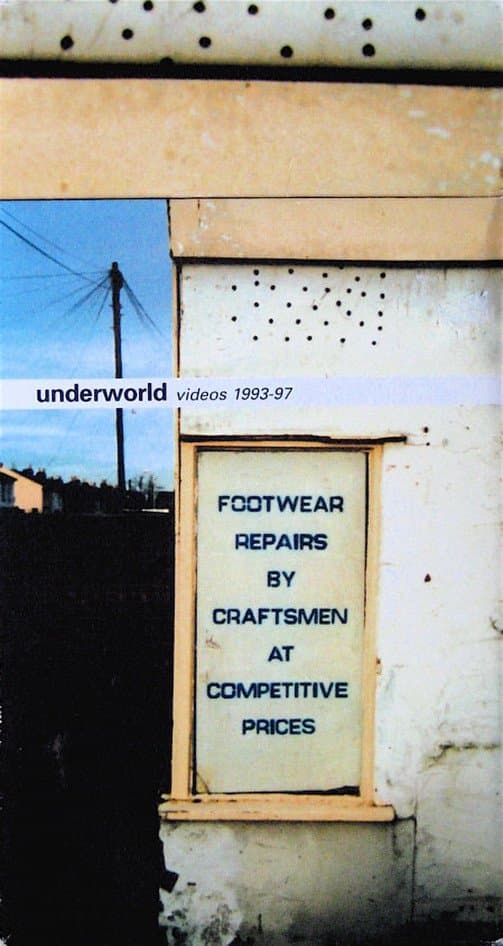 underworld videos 1993-97
FOOTWEAR
REPAIRS
BY
CRAFTSMEN
AT
COMPETITIVE
PRICES